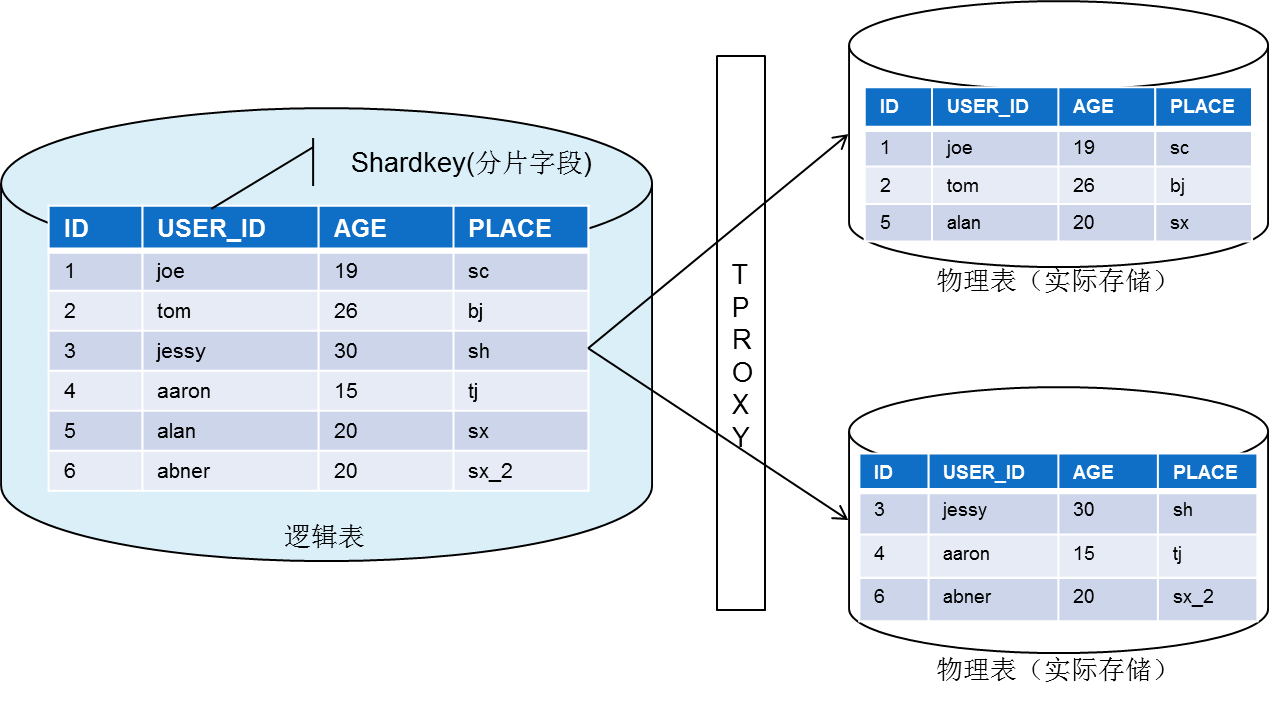 Shardkey(分片字段)
ID USER_ID AGE PLACE
1 joe 19 sc
2 tom 26 bj
3 jessy 30 sh
4 aaron 15 tj
5 alan 20 sx
6 abner 20 sx_2
逻辑表
T
P
R
O
X
Y
ID USER_ID AGE PLACE
1 joe 19 sc
2 tom 26 bj
5 alan 20 sx
物理表（实际存储）
ID USER_ID AGE PLACE
3 jessy 30 sh
4 aaron 15 tj
6 abner 20 sx_2
物理表（实际存储）